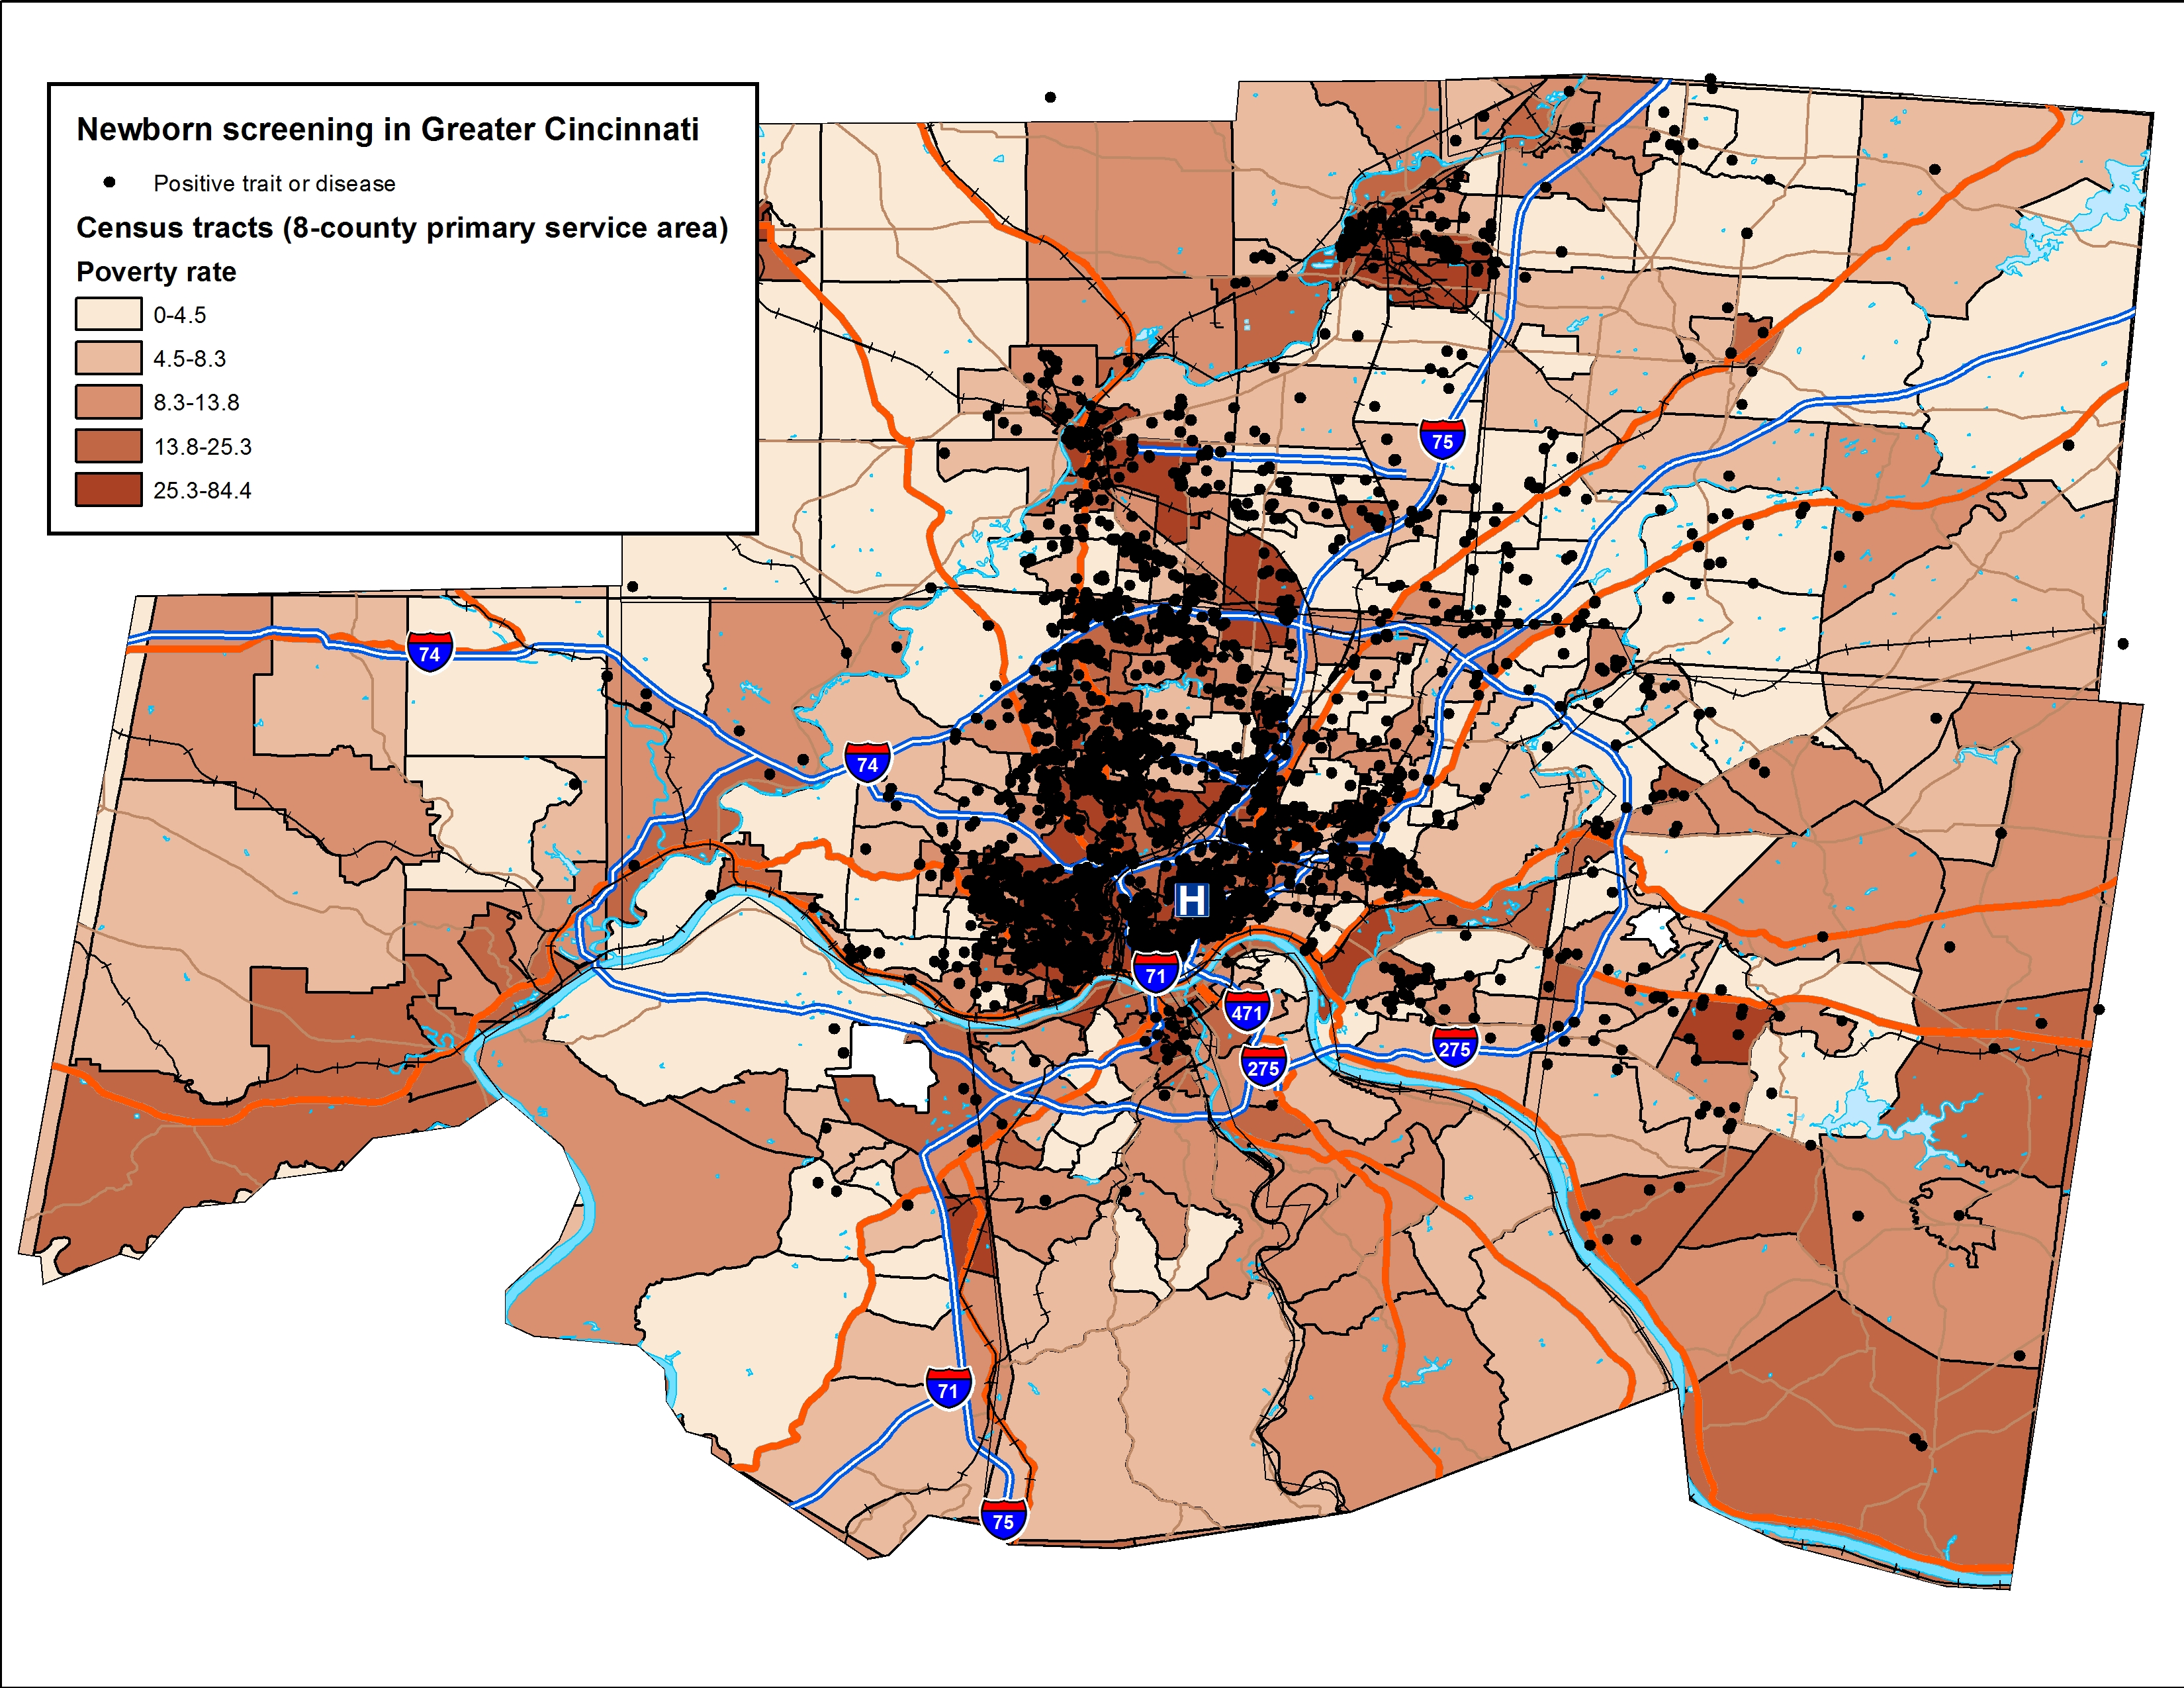 Newborn screening in Greater Cincinnati
Positive trait or disease
Census tracts (8-county primary service area)
Poverty rate
0-4.5
4.5-8.3
8.3-13.8
13.8-25.3
25.3-84.4
75
74
74
H
71
471
275
275
71
75